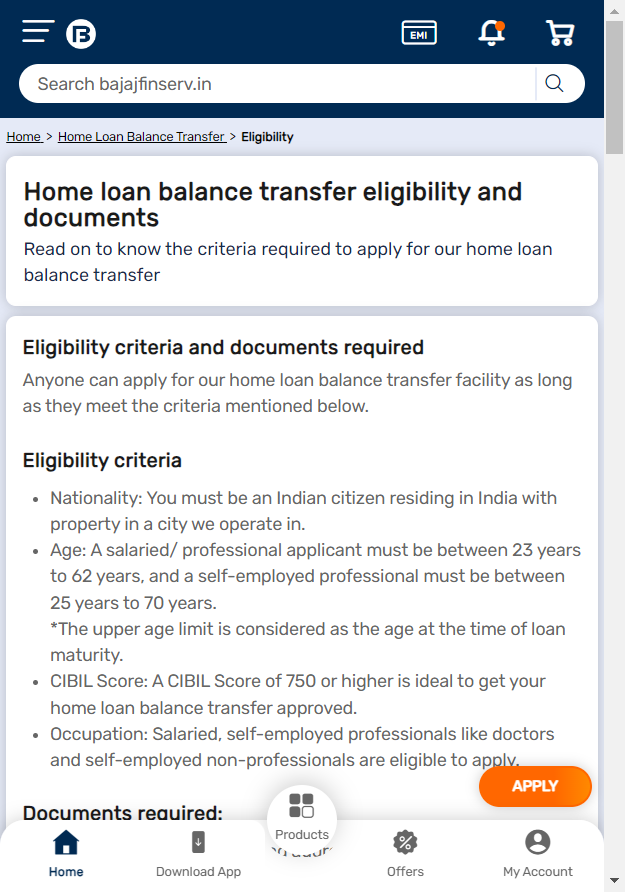 EMI
Search bajajfinserv.in
Home > Home Loan Balance Transfer > Eligibility
Home loan balance transfer eligibility and
documents
Read on to know the criteria required to apply for our home loan
balance transfer
Eligibility criteria and documents required
Anyone can apply for our home loan balance transfer facility as long
as they meet the criteria mentioned below.
Eligibility criteria
• Nationality: You must be an Indian citizen residing in India with
property in a city we operate in.
• Age: A salaried/ professional applicant must be between 23 years
to 62 years, and a self-employed professional must be between
25 years to 70 years.
*The upper age limit is considered as the age at the time of loan
maturity.
• CIBIL Score: A CIBIL Score of 750 or higher is ideal to get your
home loan balance transfer approved.
• Occupation: Salaried, self-employed professionals like doctors
and self-employed non-professionals are eligible to apply.
APPLY
Documents required:
Products
Home
Download App
Offers
My Account